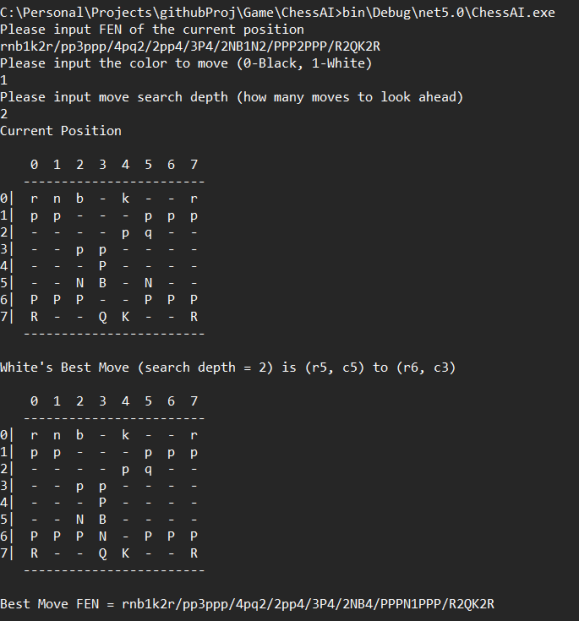 C:\Personal\Projects\githubProj\Game\ChessAI>bin\Debug\net5.0\ChessAI.exe
Please input FEN of the current position
rnb1k2r/pp3ppp/4pq2/2pp4/3P4/2NB1N2/PPP2PPP/R2QK2R
Please input the color to move (0-Black, 1-White)
1
Please input move search depth (how many moves to look ahead)
2
Current Position
0 1 2 3 4 5 6 7
------------------------
0| r n b - k - - r
1| p p - - - p p p
2| - - - - p q - -
3| - - p p - - - -
4| - - - P - - - -
5| - - N B - N - -
6| P P P - - P P P
7| R - - Q K - - R
------------------------
White's Best Move (search depth = 2) is (r5, c5) to (r6, c3)
0 1 2 3 4 5 6 7
------------------------
0| r n b - k - - r
1| p p - - - p p p
2| - - - - p q - -
3| - - p p - - - -
4| - - - P - - - -
5| - - N B - - - -
6| P P P N - P P P
7| R - - Q K - - R
------------------------
Best Move FEN = rnb1k2r/pp3ppp/4pq2/2pp4/3P4/2NB4/PPPN1PPP/R2QK2R